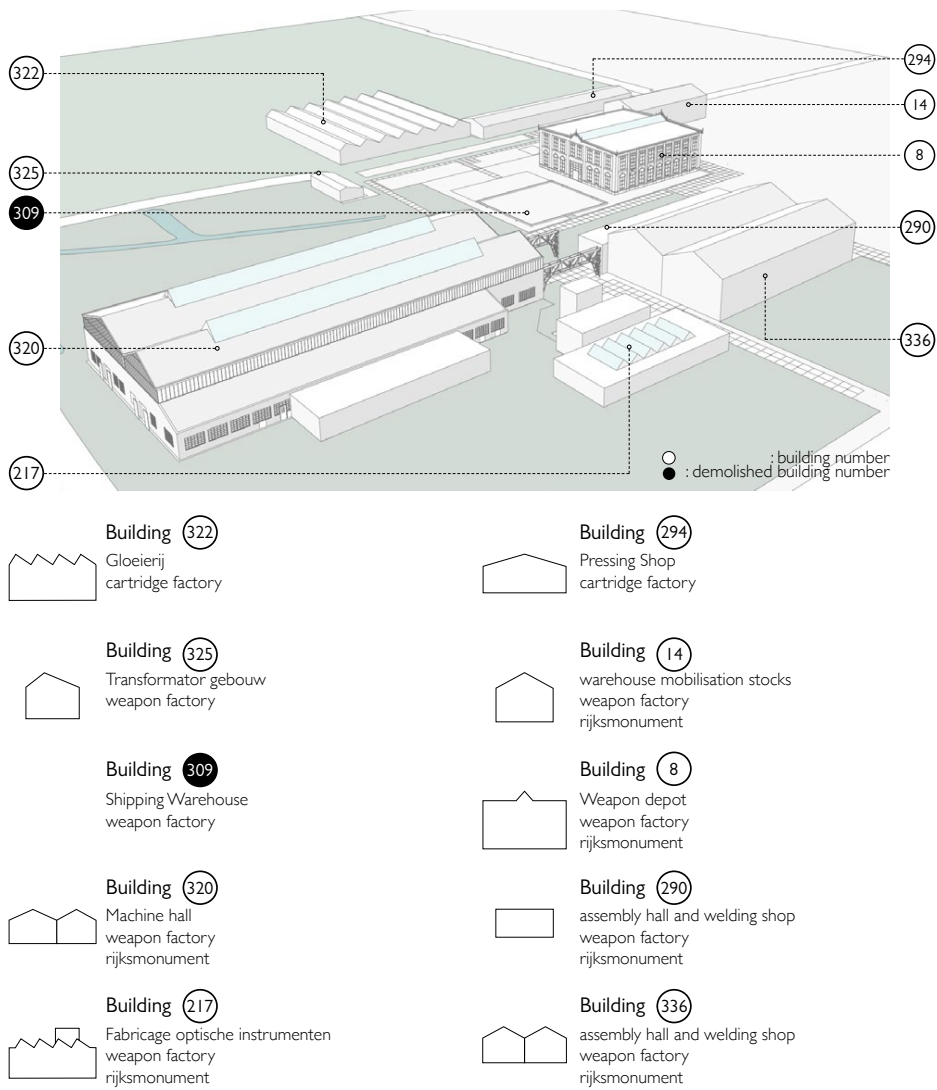 322
294
14
8
325
309
290
320
336
217
: building number
: demolished building number
Building 322
Gloeierij
cartridge factory
Building 294
Pressing Shop
cartridge factory
Building 325
Transformator gebouw
weapon factory
Building 14
warehouse mobilisation stocks
weapon factory
rijksmonument
Building 309
Shipping Warehouse
weapon factory
Building 8
Weapon depot
weapon factory
rijksmonument
Building 320
Machine hall
weapon factory
rijksmonument
Building 290
assembly hall and welding shop
weapon factory
rijksmonument
Building 217
Fabricage optische instrumenten
weapon factory
rijksmonument
Building 336
assembly hall and welding shop
weapon factory
rijksmonument